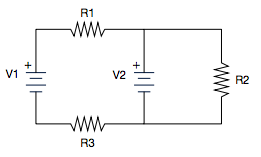 R1
+ +
V1 V2 R2
R3